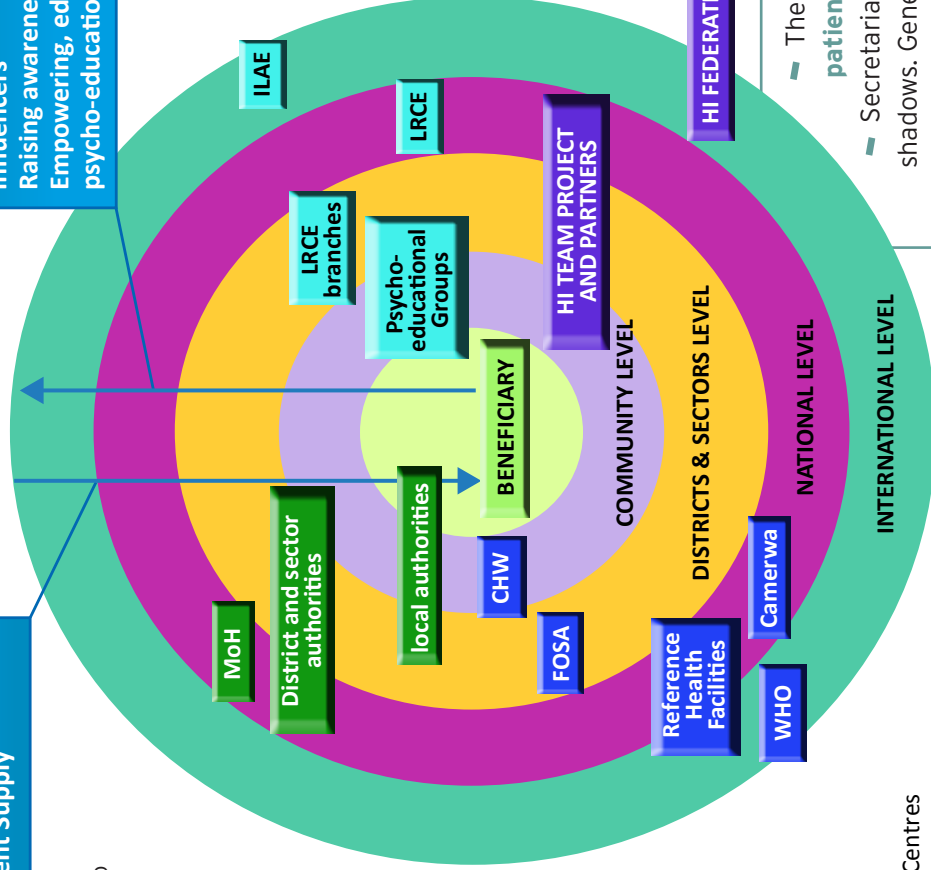 ent Supply
Influencers
Raising awarene
Empowering, ed
psycho-educatio
ILAE
LRCE
LRCE
branches
Psycho-
educational
Groups
HI TEAM PROJECT
AND PARTNERS
HI FEDERAT
MoH
District and sector
authorities
local authorities
BENEFICIARY
CHW
FOSA
Reference
Health
Facilities
Camerwa
WHO
COMMUNITY LEVEL
DISTRICTS & SECTORS LEVEL
NATIONAL LEVEL
INTERNATIONAL LEVEL
– The
patien
– Secretaria
shadows. Gene
Centres